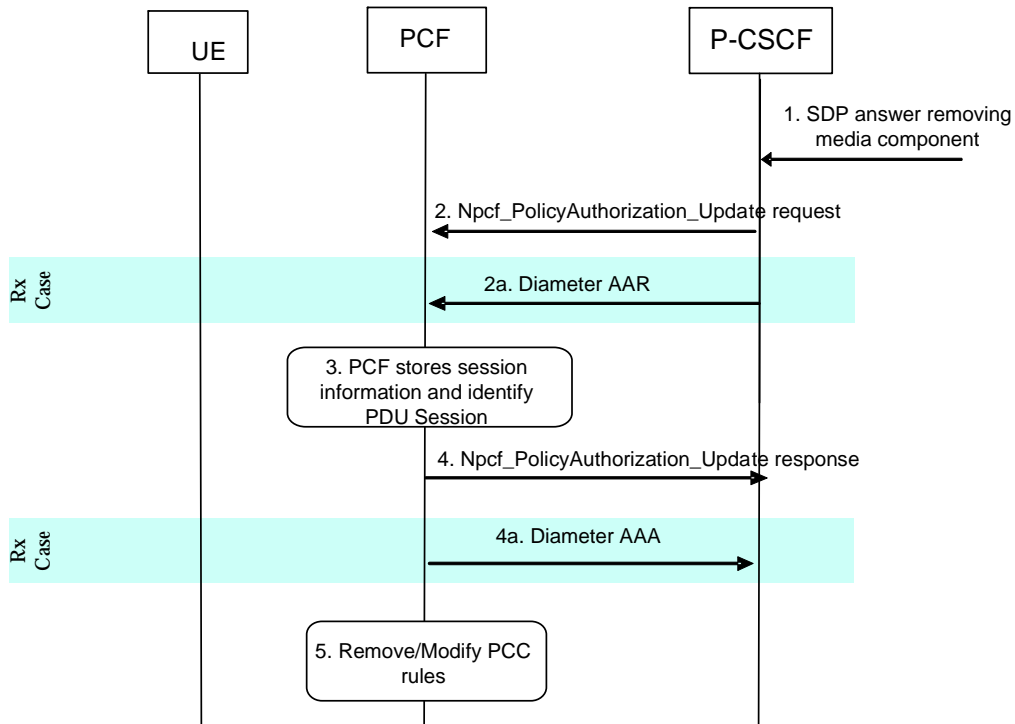 UE
PCF
P-CSCF
1. SDP answer removing
media component
2. Npcf_PolicyAuthorization_Update request
Rx
Case
2a. Diameter AAR
3. PCF stores session
information and identify
PDU Session
4. Npcf_PolicyAuthorization_Update response
Rx
Case
4a. Diameter AAA
5. Remove/Modify PCC
rules